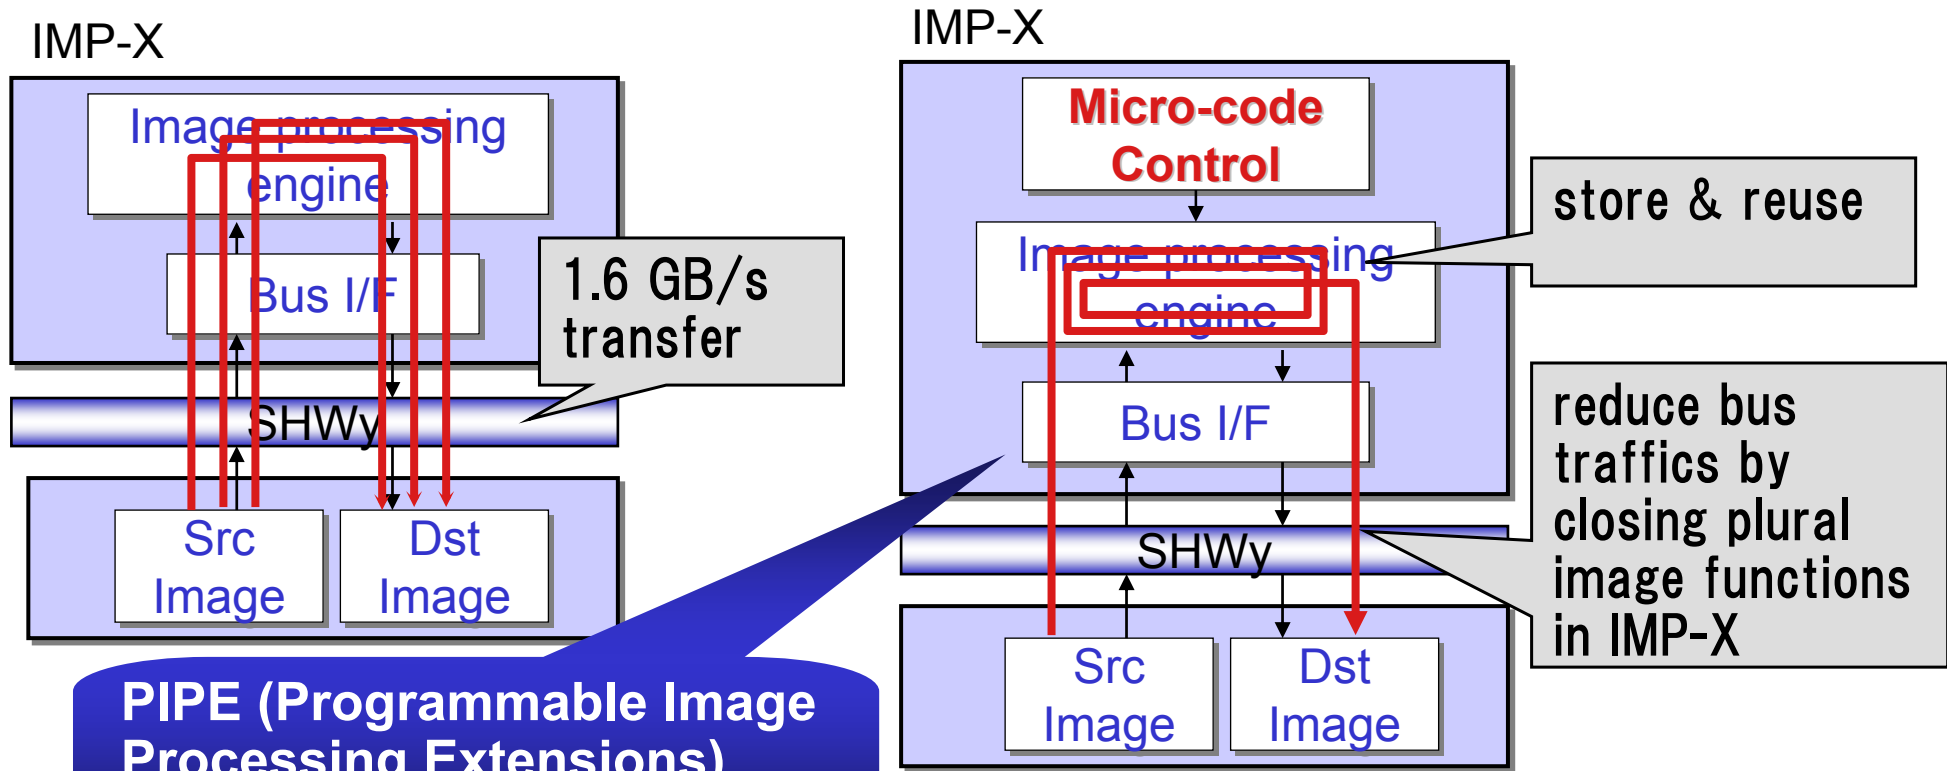 IMP-X
Image processing
engine
Bus I/F
1.6 GB/s
transfer
SHWy
Src
Image
Dst
Image
PIPE (Programmable Image
Processing Extensions)
IMP-X
Micro-code
Control
Image processing
engine
store & reuse
Bus I/F
reduce bus
traffics by
closing plural
image functions
in IMP-X
SHWy
Src
Image
Dst
Image